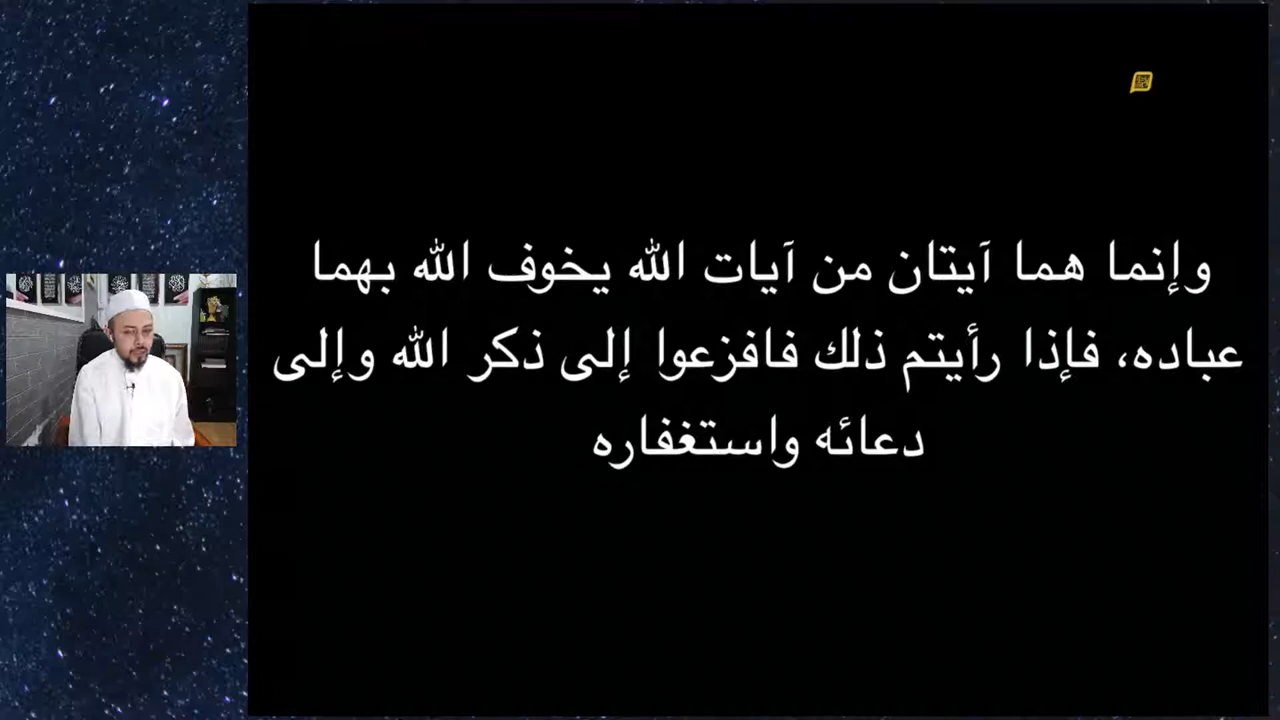 وإنما هما آيتان من آيات الله يخوف الله بهما
عباده، فإذا رأيتم ذلك فافزعوا إلى ذكر الله وإلى
دعائه واستغفاره